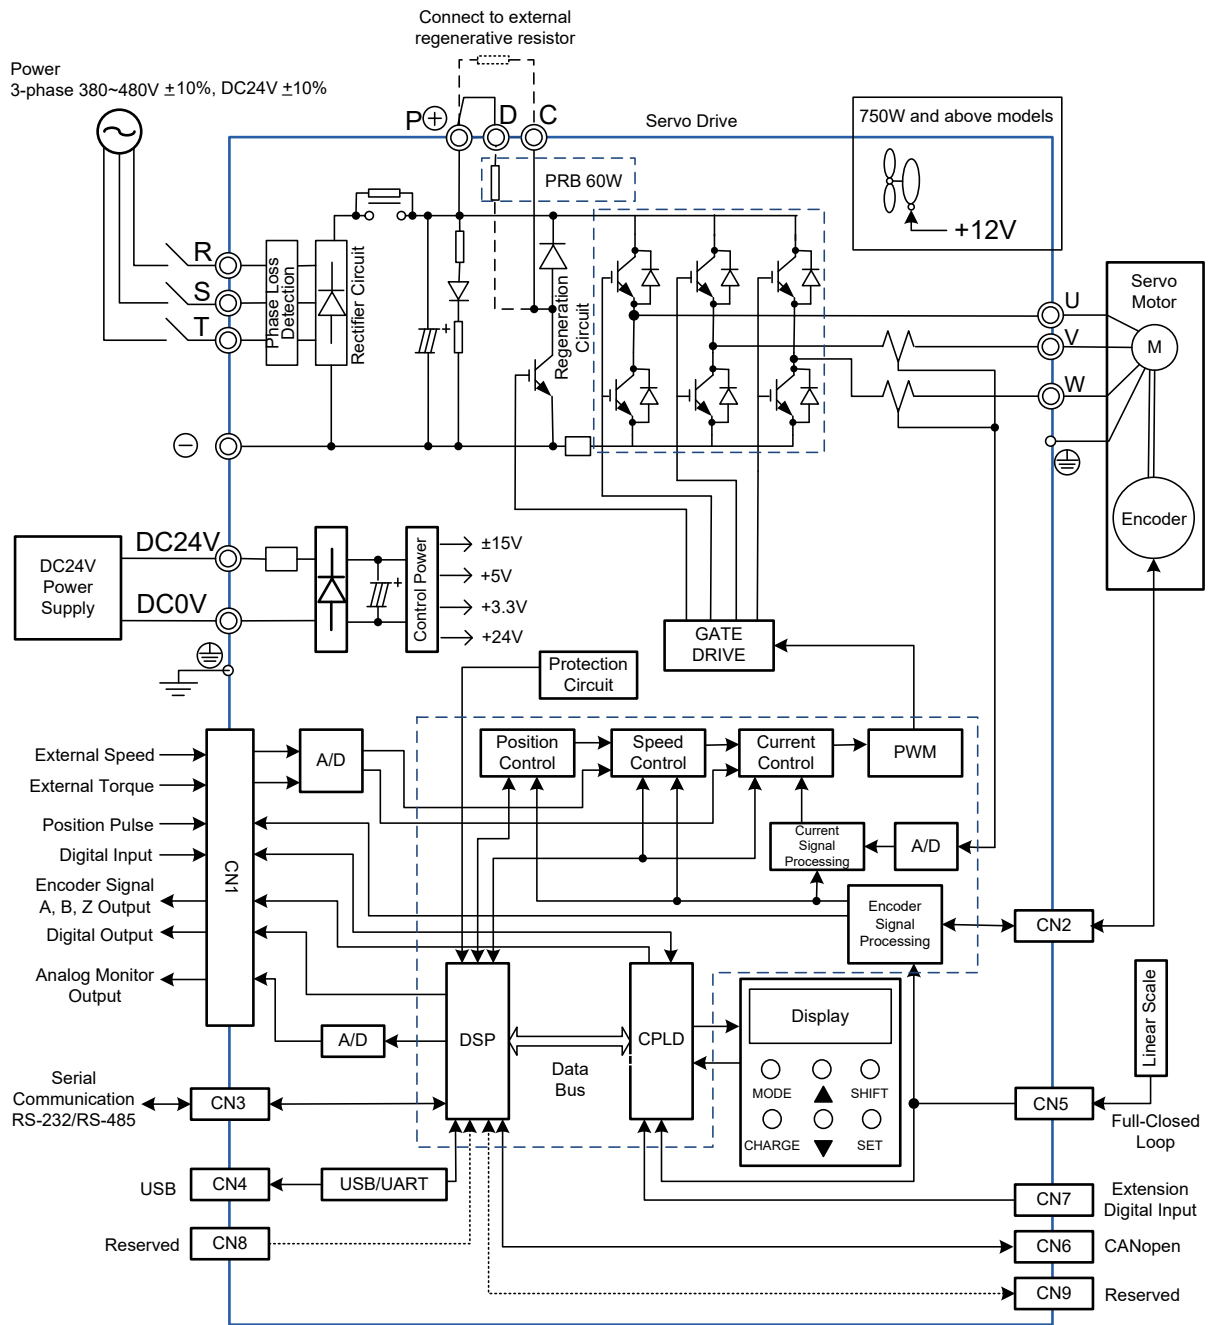 Connect to external
regenerative resistor
Power
3-phase 380~480V ±10%, DC24V ±10%
P⊕
D
C
Servo Drive
750W and above models
+12V
PRB 60W
R
S
T
Phase Loss
Detection
Rectifier Circuit
+
Regeneration
Circuit
U
V
W
Servo
Motor
M
Encoder
⊖
DC24V
Power
Supply
DC24V
DC0V
+
Control Power
±15V
+5V
+3.3V
+24V
GATE
DRIVE
Protection
Circuit
External Speed
External Torque
Position Pulse
Digital Input
Encoder Signal
A, B, Z Output
Digital Output
Analog Monitor
Output
CN1
A/D
Position
Control
Speed
Control
Current
Control
PWM
Current
Signal
Processing
A/D
Encoder
Signal
Processing
CN2
Linear Scale
DSP
Data
Bus
CPLD
Display
MODE
▲
SHIFT
CHARGE
▼
SET
A/D
Serial
Communication
RS-232/RS-485
CN3
CN5
Full-Closed
Loop
USB
CN4
USB/UART
CN7
Extension
Digital Input
Reserved
CN8
CN6
CANopen
CN9
Reserved